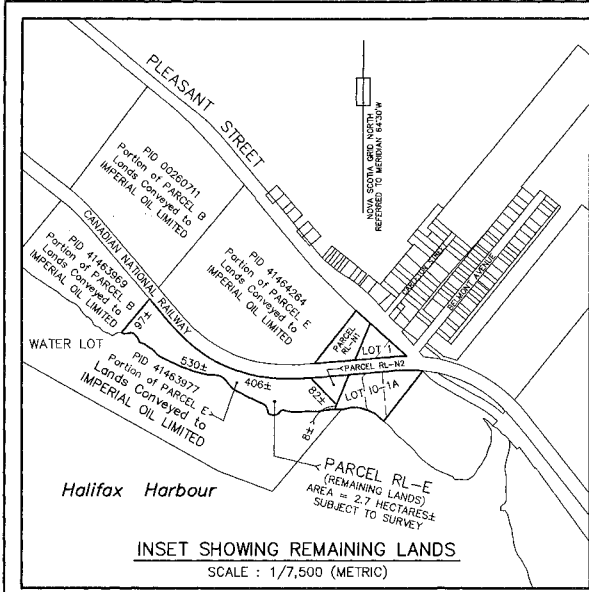 PLEASANT STREET
NOVA SCOTIA GRID NORTH
REFERRED TO MERIDIAN 64°30'W
PID 00260711
Portion of PARCEL B
Lands Conveyed to
IMPERIAL OIL LIMITED
CANADIAN NATIONAL RAILWAY
PID 41463969
Portion of PARCEL B
Lands Conveyed to
IMPERIAL OIL LIMITED
PID 41464264
Portion of PARCEL E
Lands Conveyed to
IMPERIAL OIL LIMITED
BELMONT AVENUE
PARCEL
RL-N1
LOT 1
PARCEL RL-N2
LOT 10-1A
WATER LOT
PID 41463977
Portion of PARCEL E
Lands Conveyed to
IMPERIAL OIL LIMITED
530±
406±
82±
8±
PARCEL RL-E
(REMAINING LANDS)
AREA = 2.7 HECTARES±
SUBJECT TO SURVEY
Halifax Harbour
INSET SHOWING REMAINING LANDS
SCALE : 1/7,500 (METRIC)